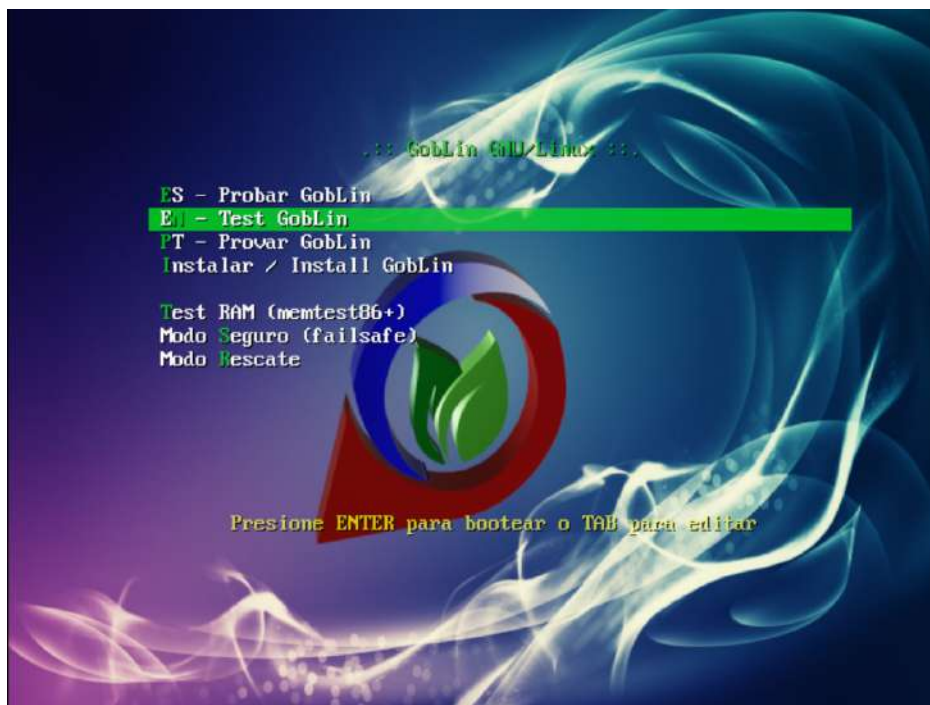 .:: GobLin GNU/Linux ::.
ES - Probar GobLin
EN - Test GobLin
PT - Provar GobLin
Instalar / Install GobLin
Test RAM (memtest86+)
Modo Seguro (failsafe)
Modo Rescate
Presione ENTER para bootear o TAB para editar